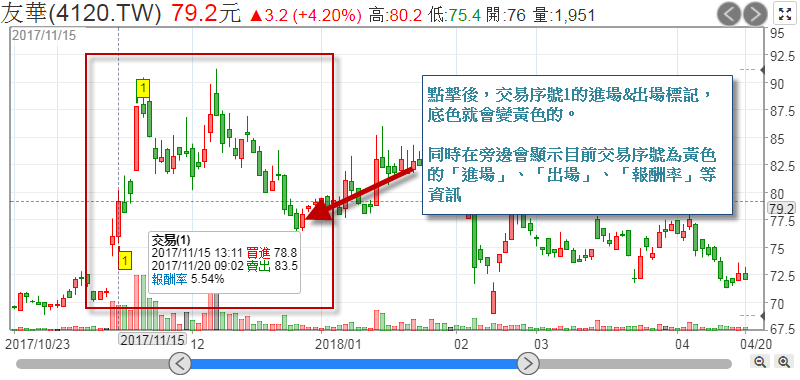 友華(4120.TW) 79.2元 ▲3.2 (+4.20%) 高:80.2 低:75.4 開:76 量:1,951
2017/11/15
95
92.5
90
87.5
85
82.5
80
79.2
77.5
75
72.5
70
67.5
1
點擊後，交易序號1的進場&出場標記，
底色就會變黃色的。
同時在旁邊會顯示目前交易序號為黃色
的「進場」、「出場」、「報酬率」等
資訊
1
交易(1)
2017/11/15 13:11 買進 78.8
2017/11/20 09:02 賣出 83.5
報酬率 5.54%
2017/10/23
2017/11/15
12
2018/01
02
03
04
04/20